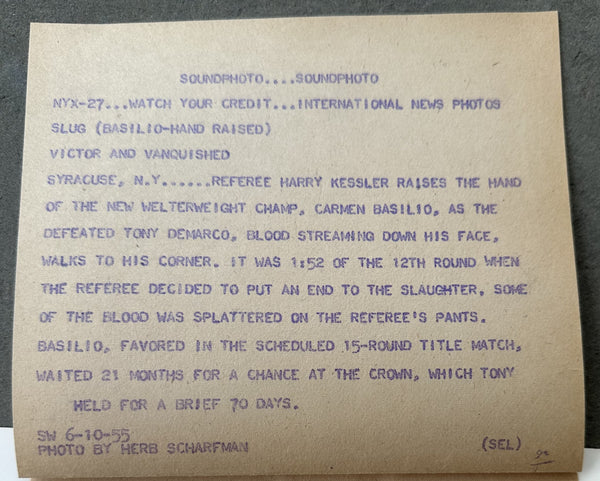 SOUNDPHOTO....SOUNDPHOTO
NYX-27...WATCH YOUR CREDIT...INTERNATIONAL NEWS PHOTOS
SLUG (BASILIO-HAND RAISED)
VICTOR AND VANQUISHED
SYRACUSE, N.Y......REFEREE HARRY KESSLER RAISES THE HAND
OF THE NEW WELTERWEIGHT CHAMP, CARMEN BASILIO, AS THE
DEFEATED TONY DEMARCO, BLOOD STREAMING DOWN HIS FACE,
WALKS TO HIS CORNER. IT WAS 1:52 OF THE 12TH ROUND WHEN
THE REFEREE DECIDED TO PUT AN END TO THE SLAUGHTER, SOME
OF THE BLOOD WAS SPLATTERED ON THE REFEREE'S PANTS.
BASILIO, FAVORED IN THE SCHEDULED 15-ROUND TITLE MATCH,
WAITED 21 MONTHS FOR A CHANCE AT THE CROWN, WHICH TONY
HELD FOR A BRIEF 70 DAYS.
SW 6-10-55
PHOTO BY HERB SCHARFMAN (SEL)